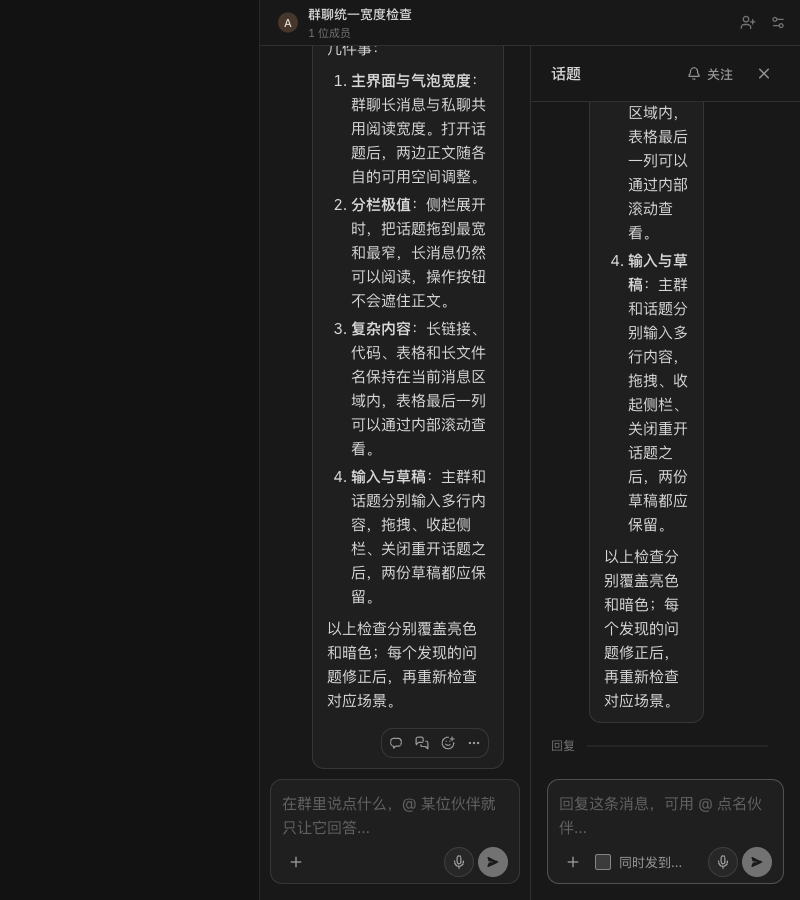 A
群聊统一宽度检查
1 位成员
几件事：
1. 主界面与气泡宽度：
群聊长消息与私聊共
用阅读宽度。打开话
题后，两边正文随各
自的可用空间调整。
2. 分栏极值：侧栏展开
时，把话题拖到最宽
和最窄，长消息仍然
可以阅读，操作按钮
不会遮住正文。
3. 复杂内容：长链接、
代码、表格和长文件
名保持在当前消息区
域内，表格最后一列
可以通过内部滚动查
看。
4. 输入与草稿：主群和
话题分别输入多行内
容，拖拽、收起侧
栏、关闭重开话题之
后，两份草稿都应保
留。
以上检查分别覆盖亮色
和暗色；每个发现的问
题修正后，再重新检查
对应场景。
在群里说点什么，@ 某位伙伴就
只让它回答...
话题
关注
区域内，
表格最后
一列可以
通过内部
滚动查
看。
4. 输入与草
稿：主群
和话题分
别输入多
行内容，
拖拽、收
起侧栏、
关闭重开
话题之
后，两份
草稿都应
保留。
以上检查分
别覆盖亮色
和暗色；每
个发现的问
题修正后，
再重新检查
对应场景。
回复
回复这条消息，可用 @ 点名伙
伴...
同时发到...